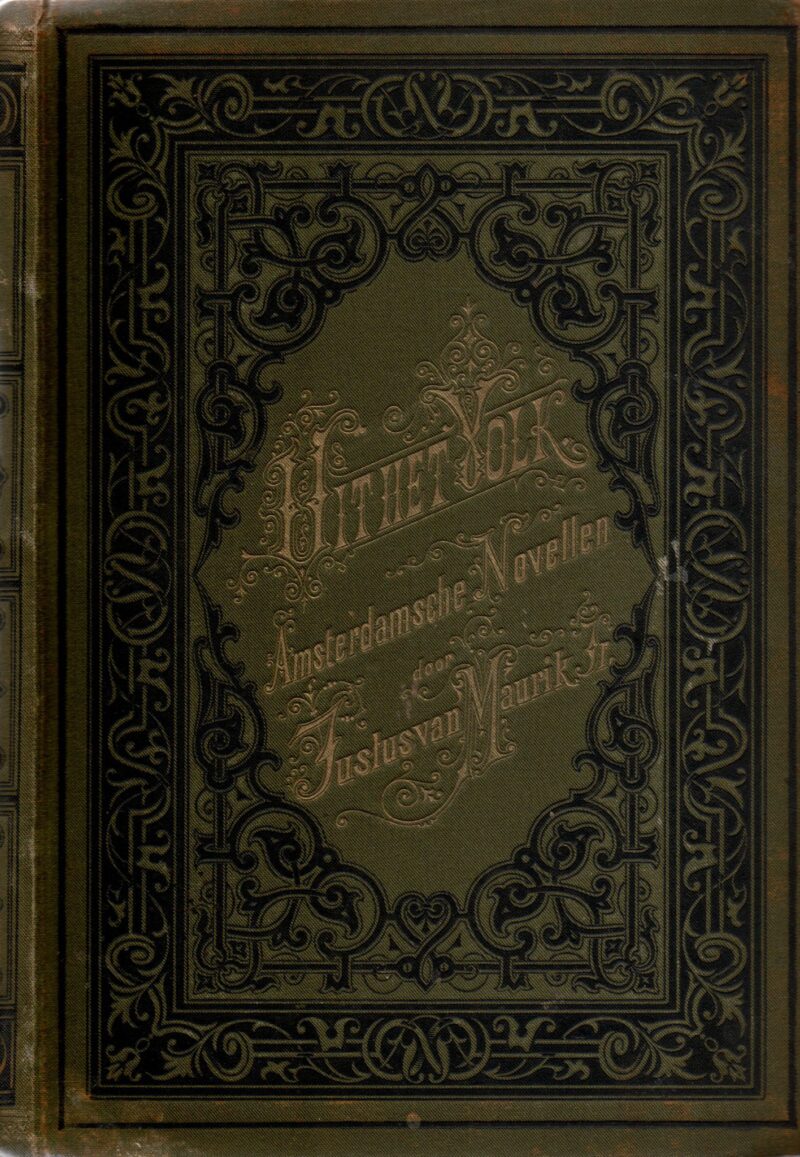 UIT HET VOLK
Amsterdamsche Novellen
door
Justus van Maurik Jr.